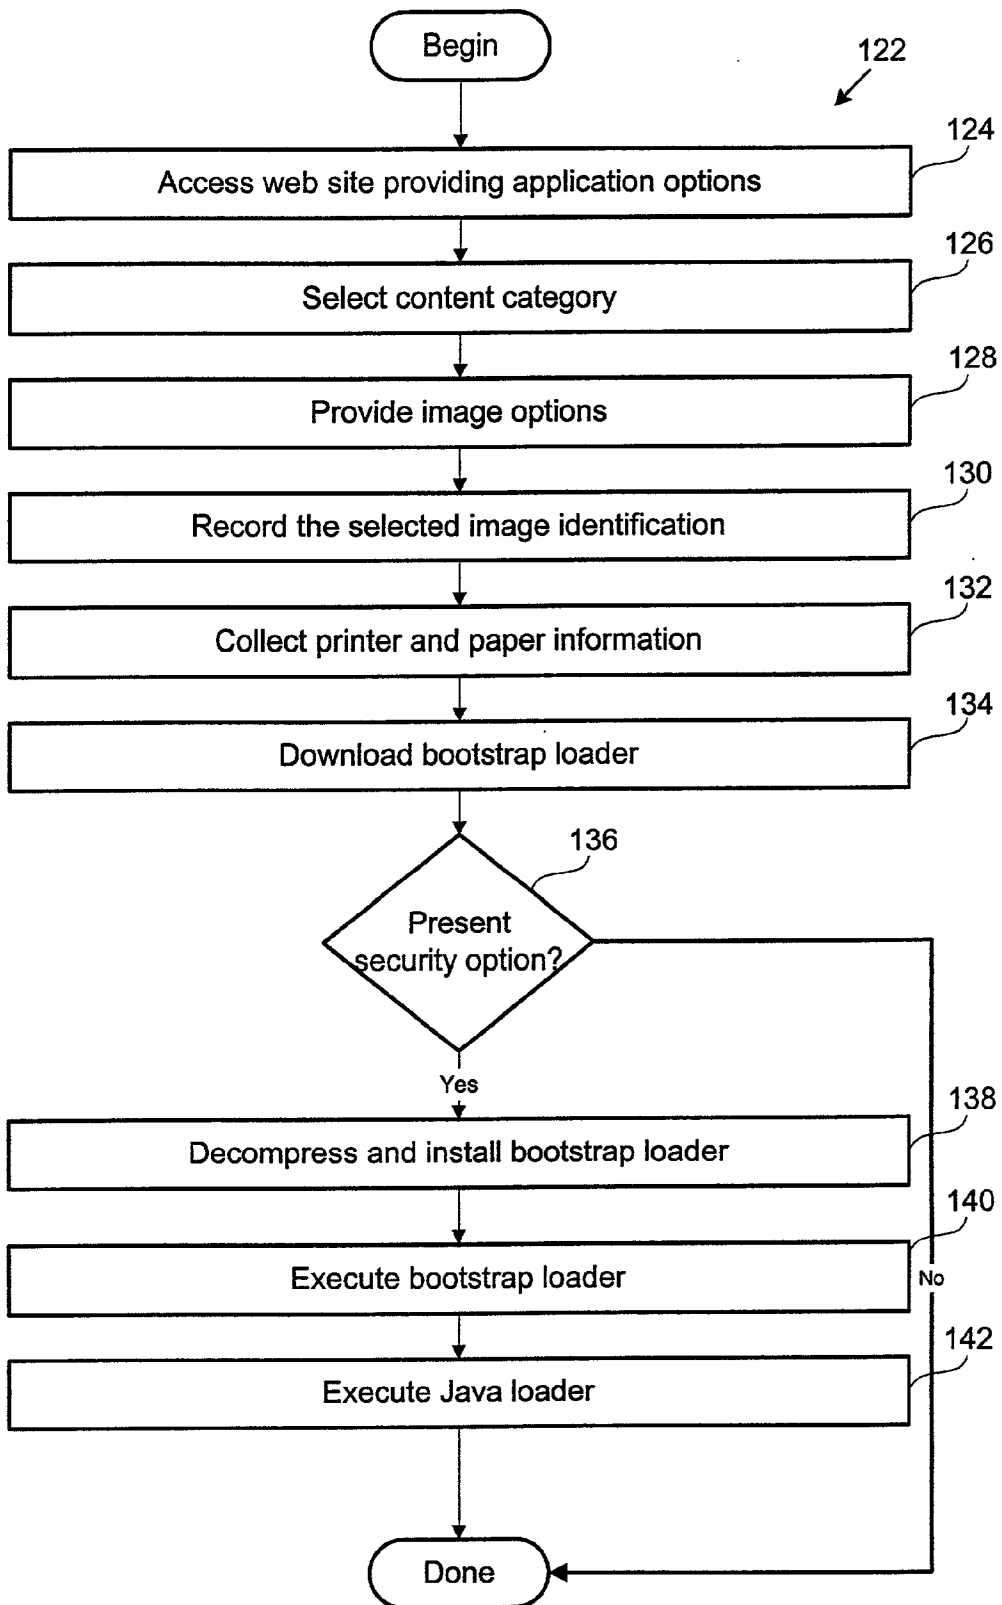 Begin
122
124
Access web site providing application options
126
Select content category
128
Provide image options
130
Record the selected image identification
132
Collect printer and paper information
134
Download bootstrap loader
136
Present
security option?
Yes
138
Decompress and install bootstrap loader
140
Execute bootstrap loader
No
142
Execute Java loader
Done